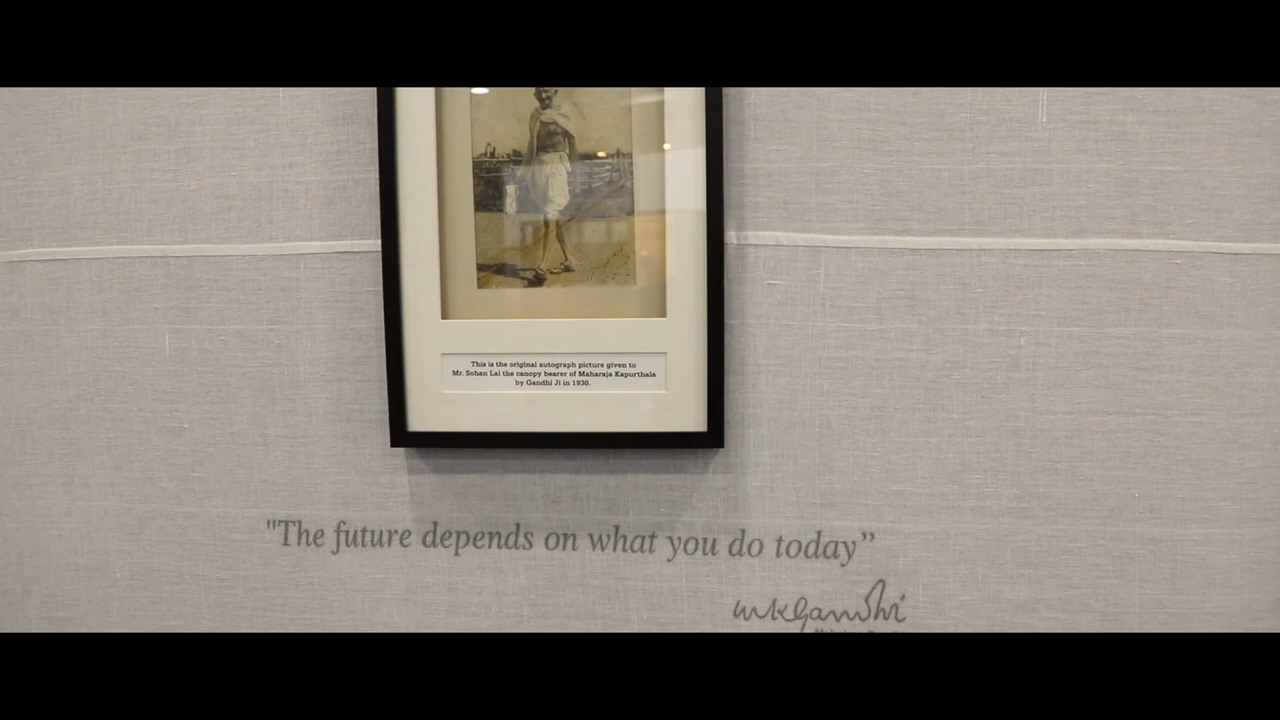 This is the original autograph picture given to
Mr. Sohan Lal the canopy bearer of Maharaja Kapurthala
by Gandhi Ji in 1930.
"The future depends on what you do today”
mkgandhi